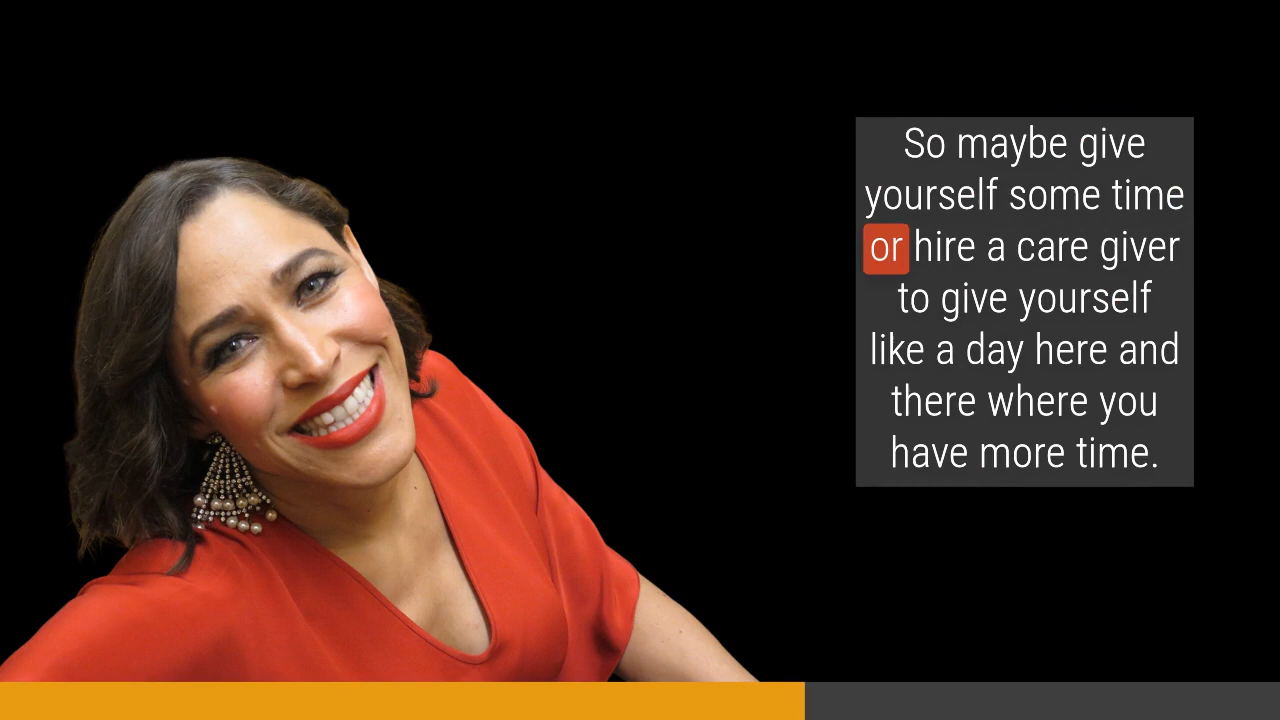 So maybe give
yourself some time
or hire a care giver
to give yourself
like a day here and
there where you
have more time.